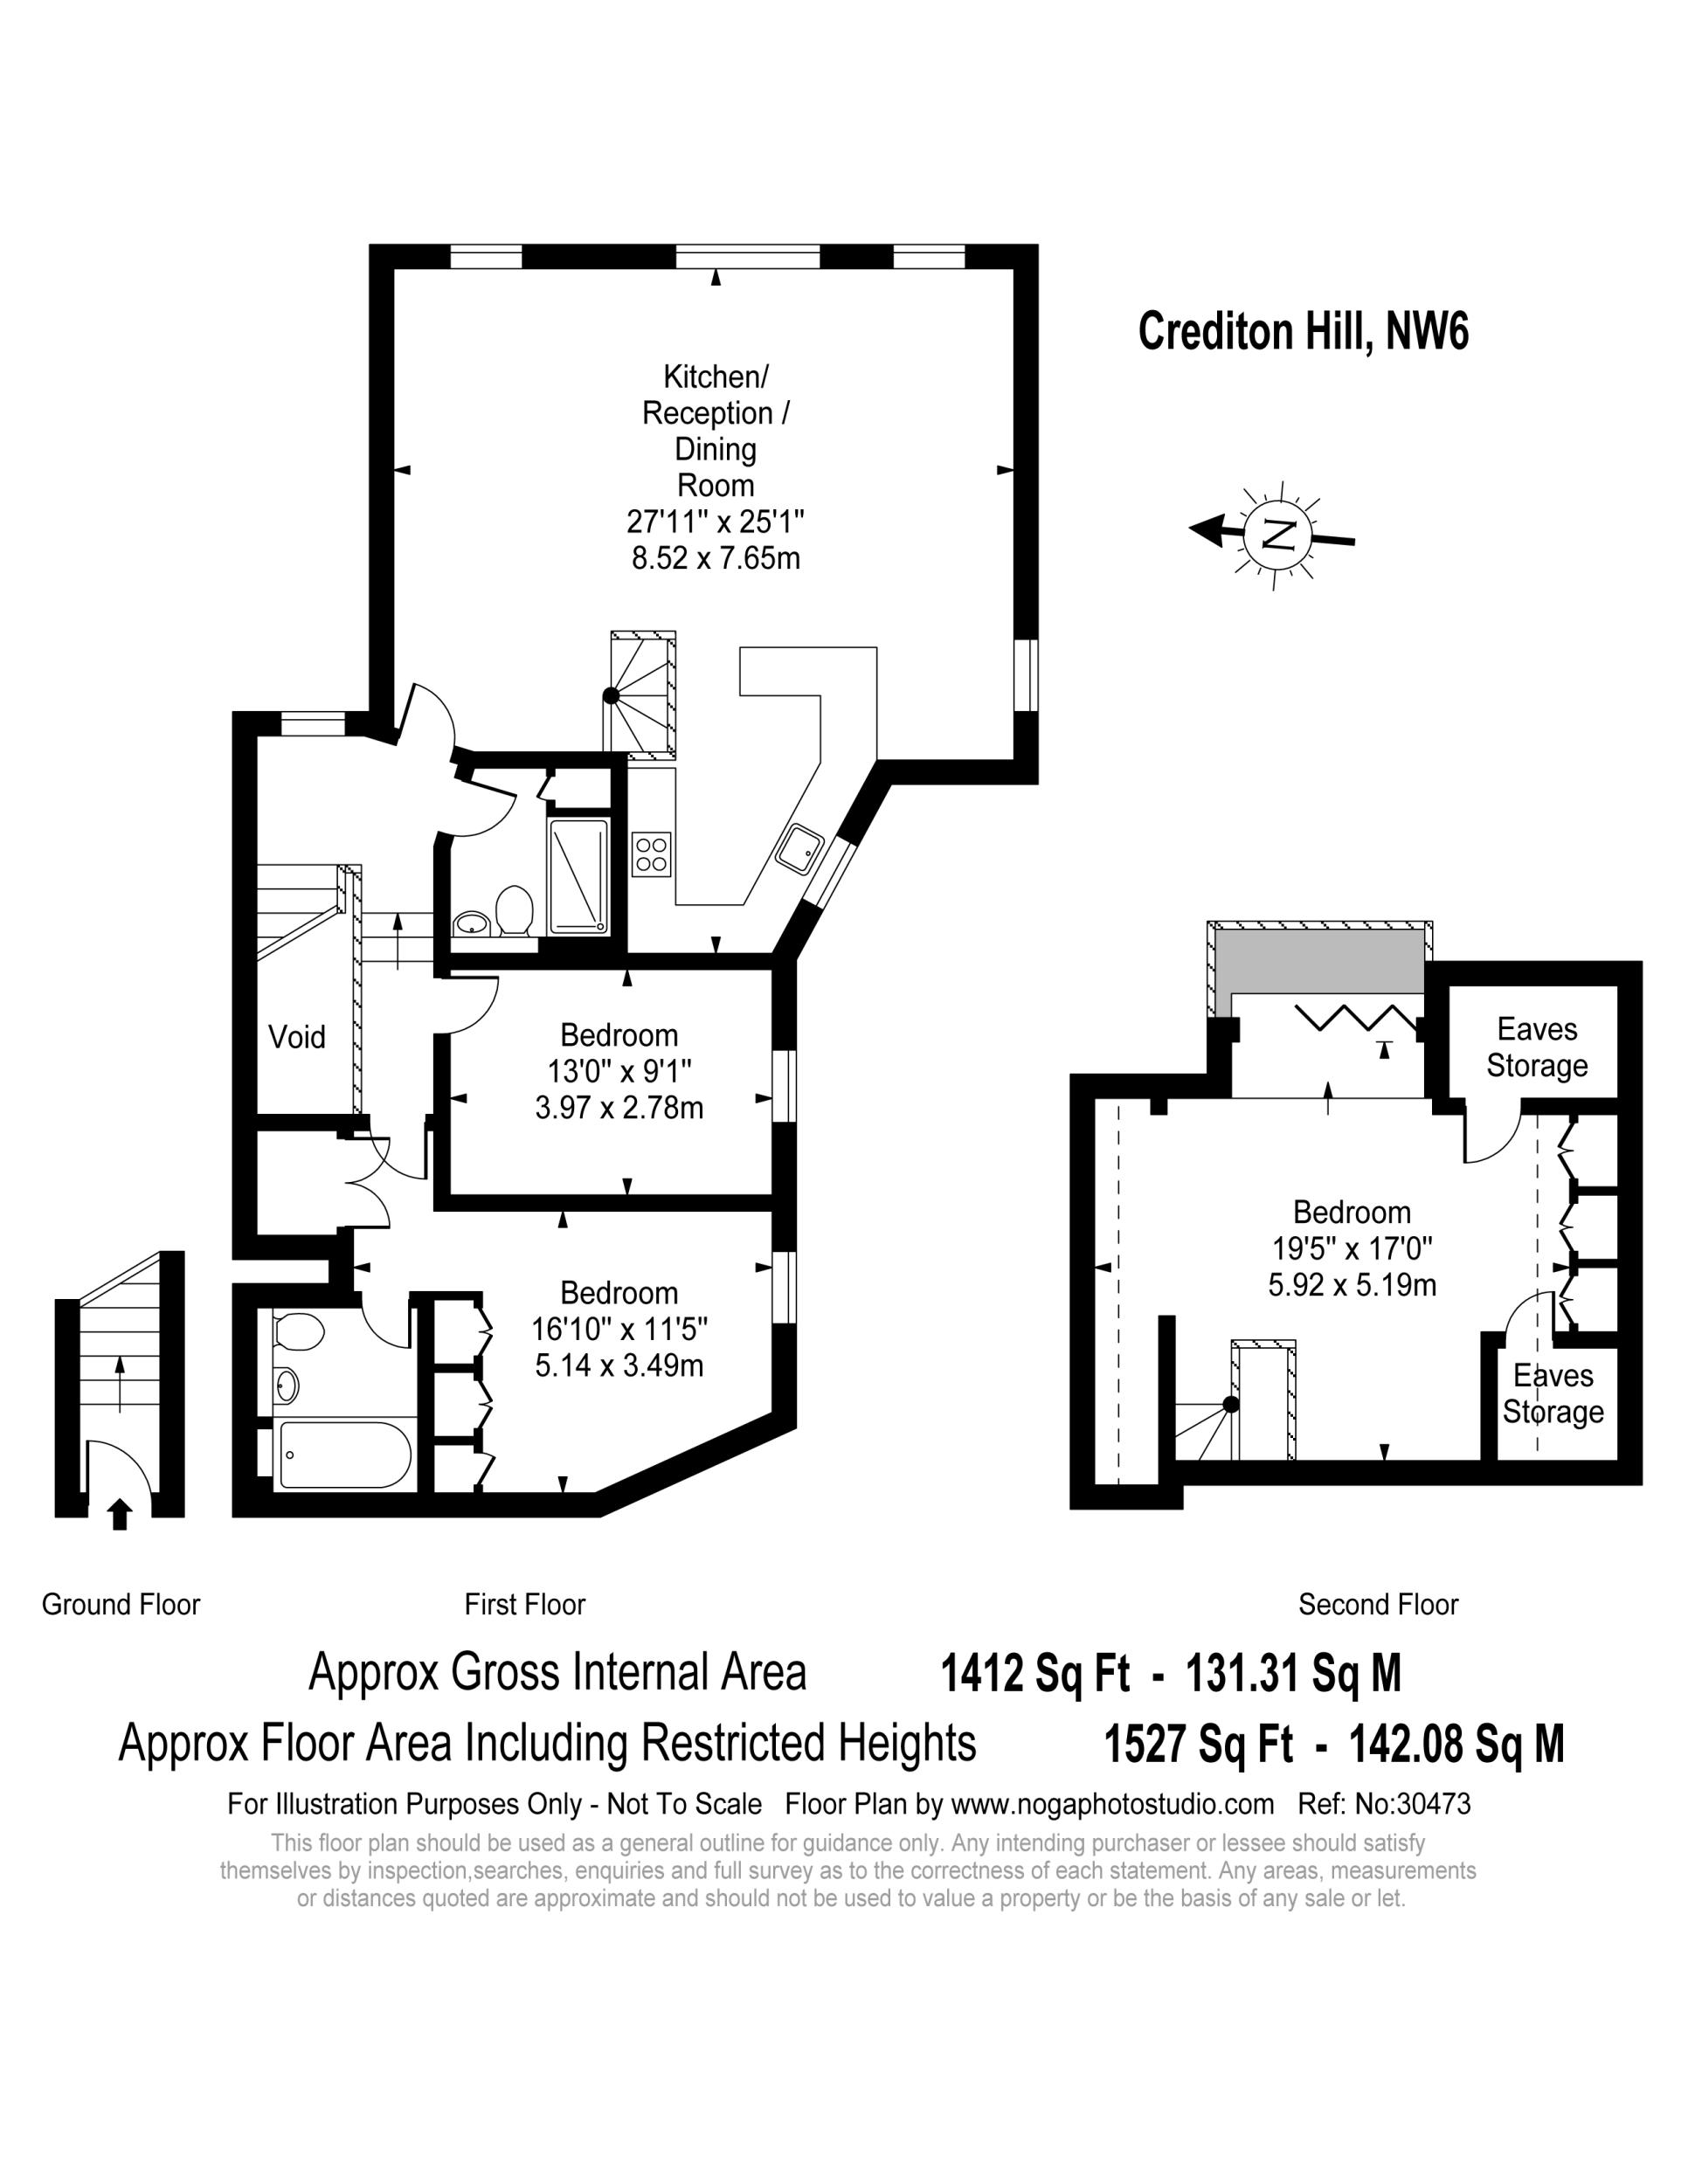 Crediton Hill, NW6
Kitchen/
Reception /
Dining
Room
27'11" x 25'1"
8.52 x 7.65m
N
Void
Bedroom
13'0" x 9'1"
3.97 x 2.78m
Bedroom
16'10" x 11'5"
5.14 x 3.49m
Eaves
Storage
Bedroom
19'5" x 17'0"
5.92 x 5.19m
Eaves
Storage
Ground Floor
First Floor
Second Floor
Approx Gross Internal Area 1412 Sq Ft - 131.31 Sq M
Approx Floor Area Including Restricted Heights 1527 Sq Ft - 142.08 Sq M
For Illustration Purposes Only - Not To Scale Floor Plan by www.nogaphotostudio.com Ref: No:30473
This floor plan should be used as a general outline for guidance only. Any intending purchaser or lessee should satisfy
themselves by inspection,searches, enquiries and full survey as to the correctness of each statement. Any areas, measurements
or distances quoted are approximate and should not be used to value a property or be the basis of any sale or let.